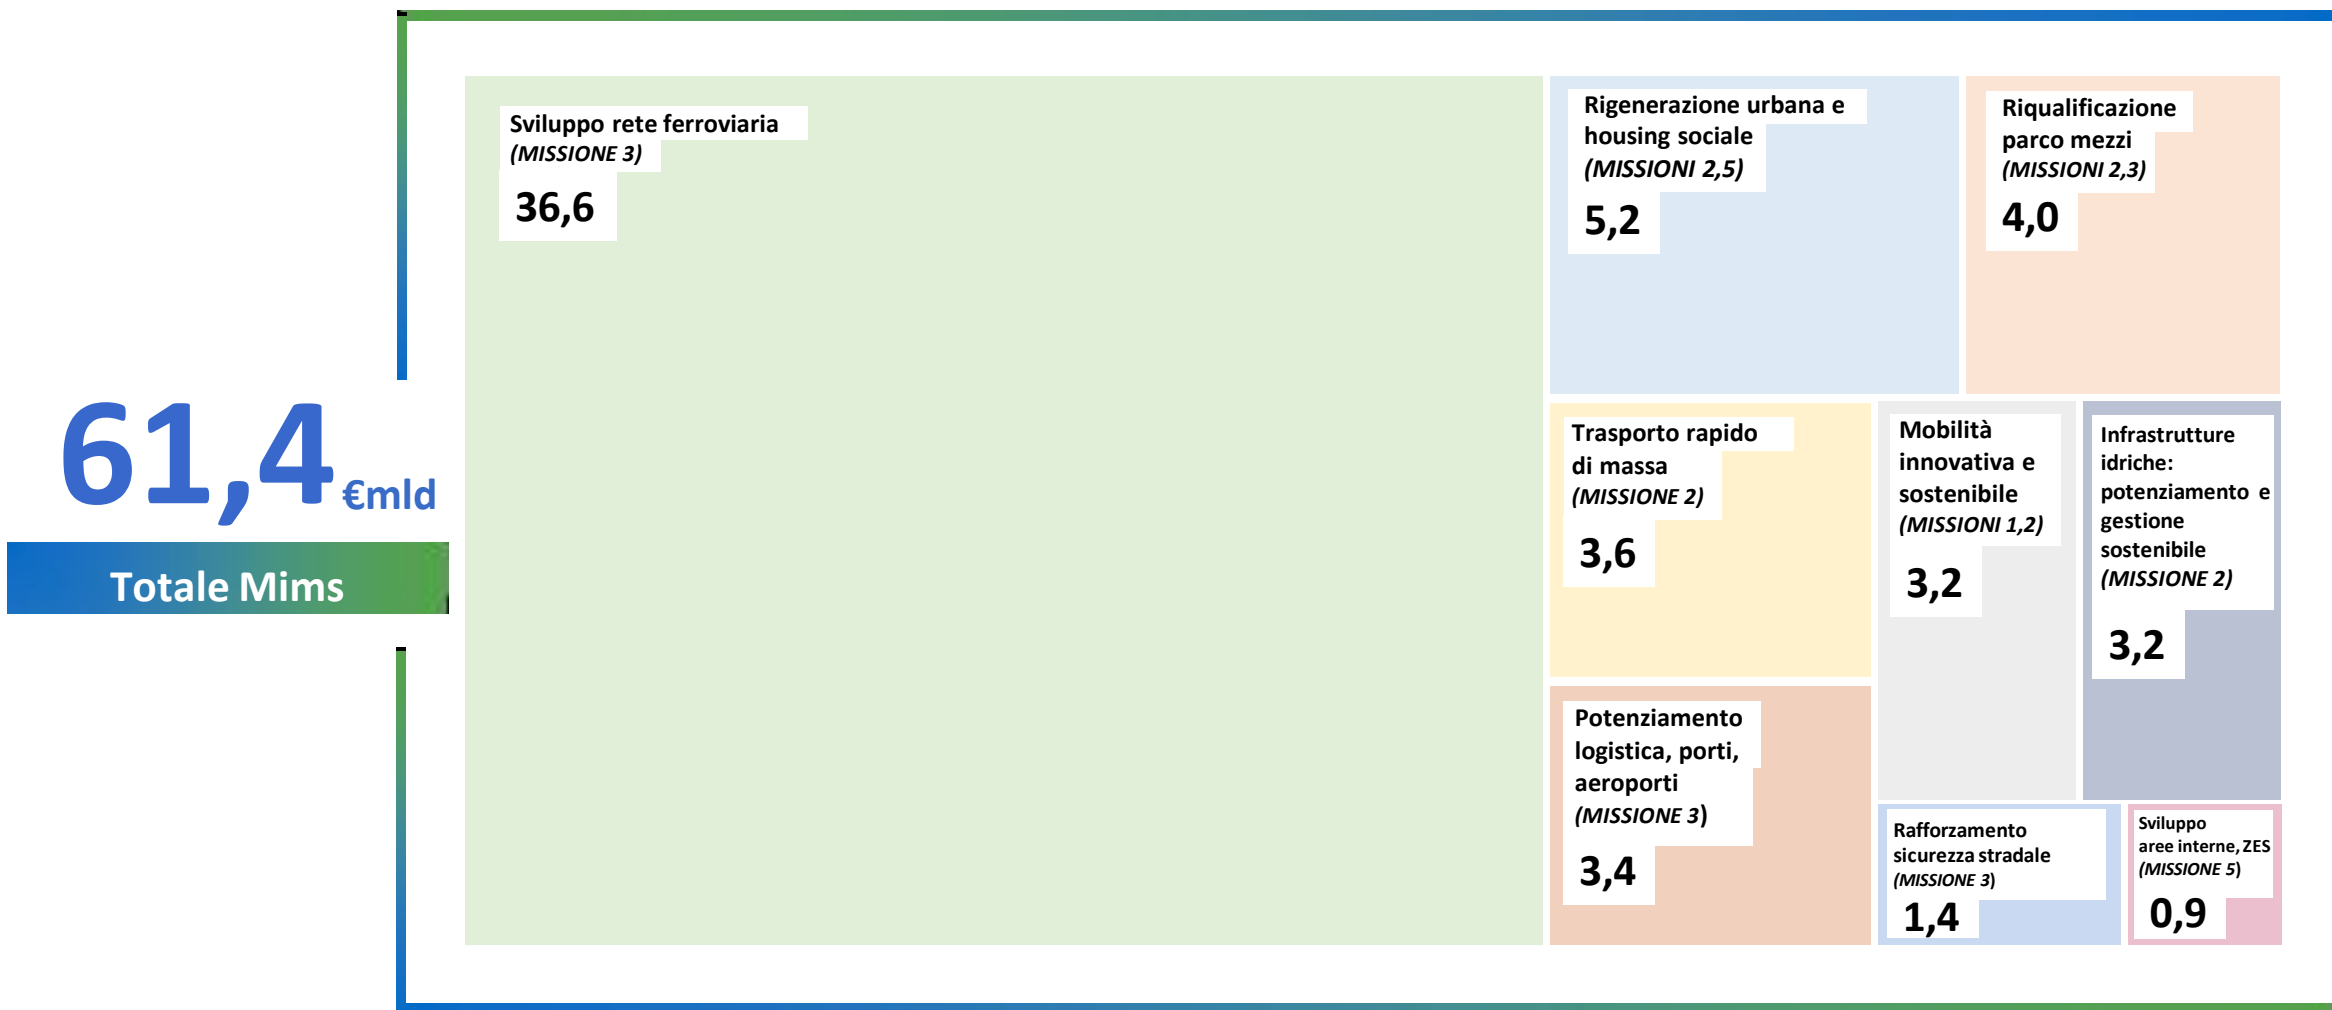 61,4 €mld
Totale Mims
Sviluppo rete ferroviaria
(MISSIONE 3)
36,6
Rigenerazione urbana e
housing sociale
(MISSIONI 2,5)
5,2
Riqualificazione
parco mezzi
(MISSIONI 2,3)
4,0
Trasporto rapido
di massa
(MISSIONE 2)
3,6
Mobilità
innovativa e
sostenibile
(MISSIONI 1,2)
3,2
Infrastrutture
idriche:
potenziamento e
gestione
sostenibile
(MISSIONE 2)
3,2
Potenziamento
logistica, porti,
aeroporti
(MISSIONE 3)
3,4
Rafforzamento
sicurezza stradale
(MISSIONE 3)
1,4
Sviluppo
aree interne, ZES
(MISSIONE 5)
0,9